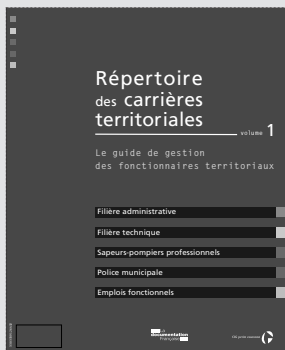 Répertoire
des carrières
territoriales
volume 1
Le guide de gestion
des fonctionnaires territoriaux
Filière administrative
Filière technique
Sapeurs-pompiers professionnels
Police municipale
Emplois fonctionnels
La
documentation
Française